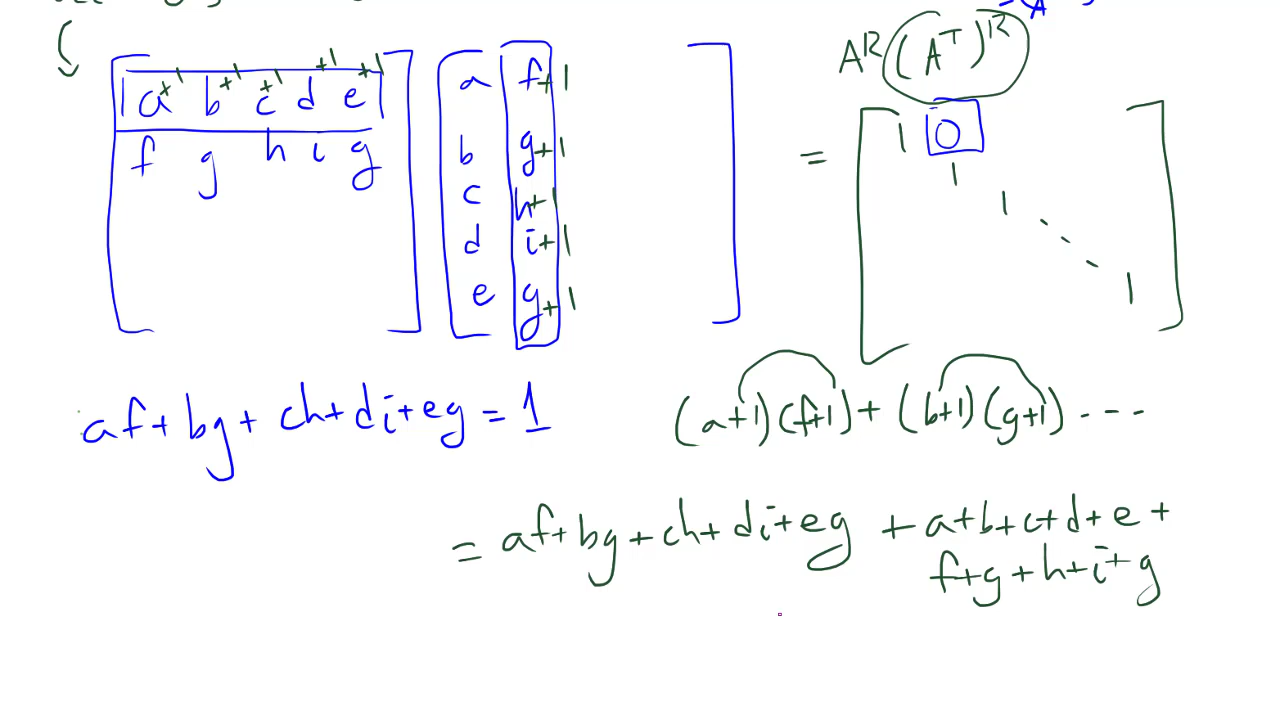 A^R (A^T)^R
a+1 b+1 c+1 d+1 e+1
f g h i g
a f+1
b g+1
c h+1
d i+1
e g+1
= 1 0
1
1
1
af + bg + ch + di + eg = 1
(a+1)(f+1) + (b+1)(g+1) ---
= af + bg + ch + di + eg + a+b+c+d+e+
f+g+h+i+g